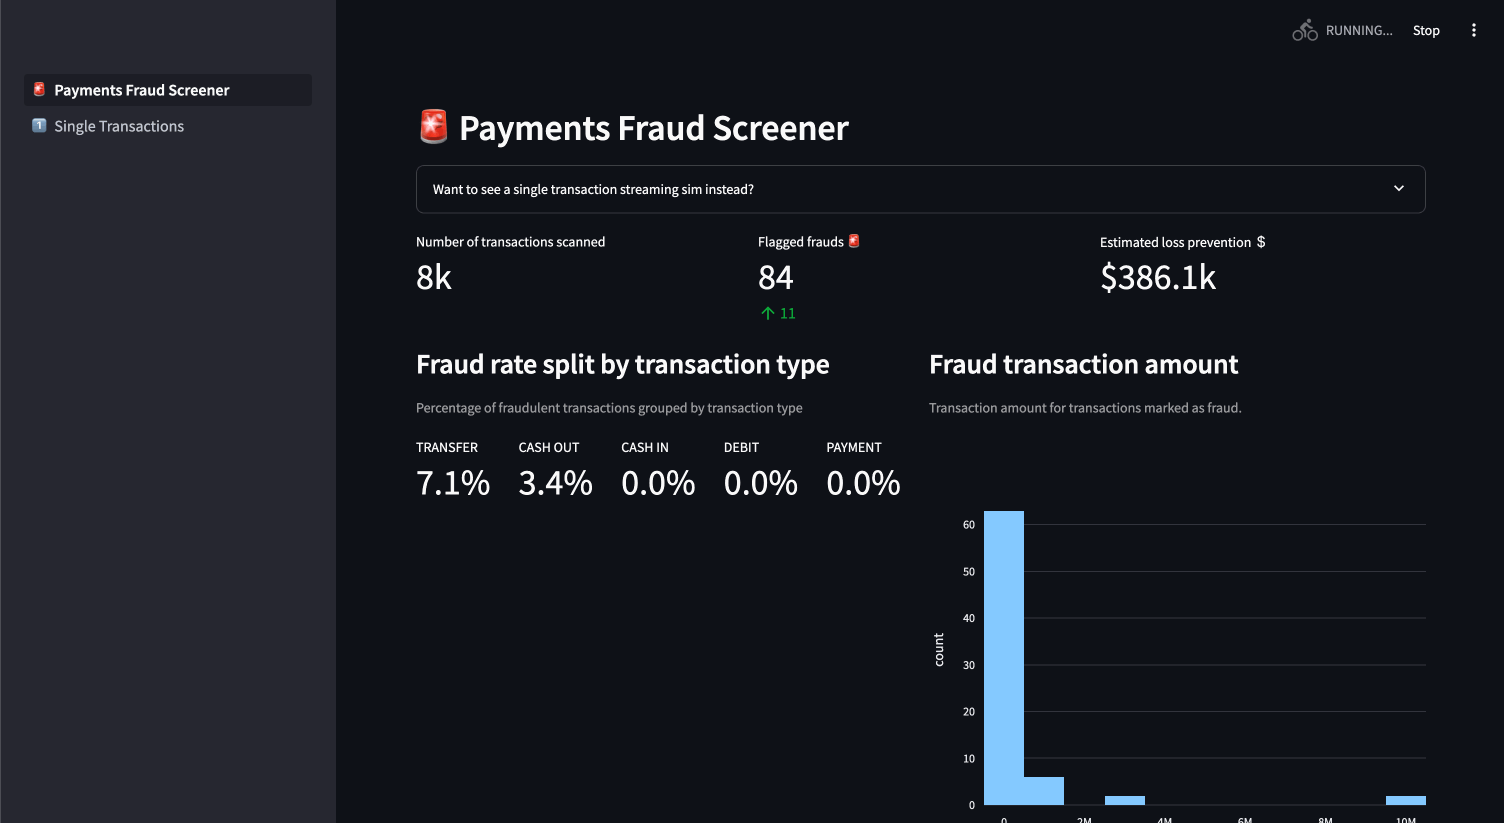 RUNNING...
Stop
Payments Fraud Screener
Single Transactions
Payments Fraud Screener
Want to see a single transaction streaming sim instead?
Number of transactions scanned
8k
Flagged frauds
84
↑ 11
Estimated loss prevention $
$386.1k
Fraud rate split by transaction type
Percentage of fraudulent transactions grouped by transaction type
TRANSFER CASH OUT CASH IN DEBIT PAYMENT
7.1% 3.4% 0.0% 0.0% 0.0%
Fraud transaction amount
Transaction amount for transactions marked as fraud.
count
60
50
40
30
20
10
0
0 2M 4M 6M 8M 10M